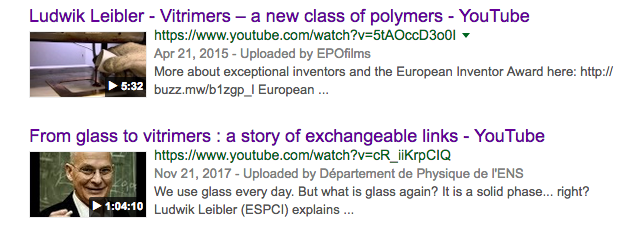 Ludwik Leibler - Vitrimers – a new class of polymers - YouTube
https://www.youtube.com/watch?v=5tAOccD3o0I
5:32
Apr 21, 2015 - Uploaded by EPOfilms
More about exceptional inventors and the European Inventor Award here: http://
buzz.mw/b1zgp_l European ...
From glass to vitrimers : a story of exchangeable links - YouTube
https://www.youtube.com/watch?v=cR_iiKrpCIQ
1:04:10
Nov 21, 2017 - Uploaded by Département de Physique de l'ENS
We use glass every day. But what is glass again? It is a solid phase... right?
Ludwik Leibler (ESPCI) explains ...